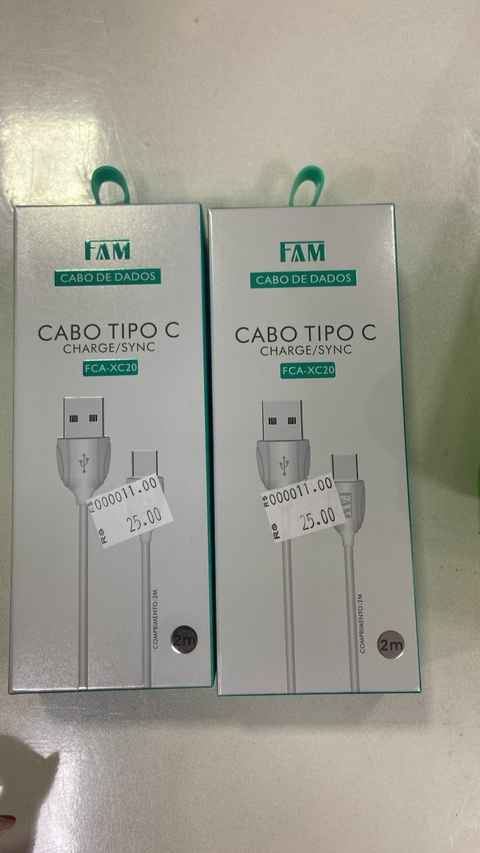 FAM
CABO DE DADOS
CABO TIPO C
CHARGE/SYNC
FCA-XC20
R$ 000011.00
R$ 25.00
COMPRIMENTO: 2M
2m
FAM
CABO DE DADOS
CABO TIPO C
CHARGE/SYNC
FCA-XC20
FAM
R$ 000011.00
R$ 25.00
COMPRIMENTO: 2M
2m